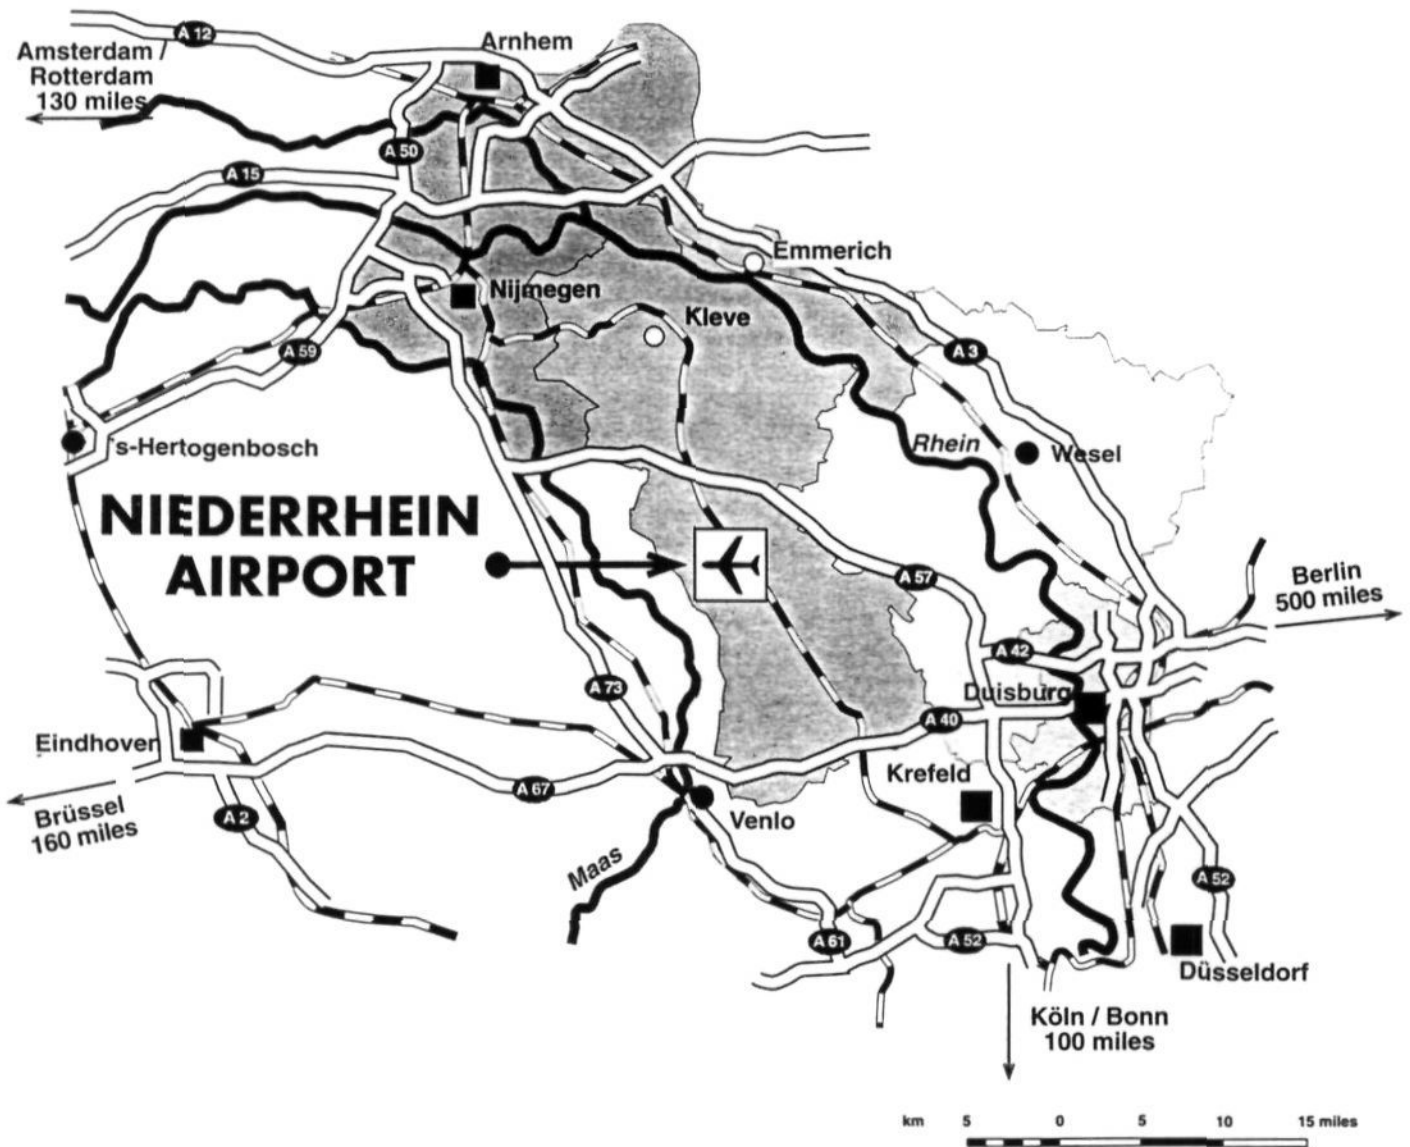 A 12
Arnhem
Amsterdam /
Rotterdam
130 miles
A 50
A 15
Emmerich
Nijmegen
Kleve
A 59
A 3
's-Hertogenbosch
Rhein
Wesel
NIEDERRHEIN
AIRPORT
A 57
Berlin
500 miles
A 42
A 73
Duisburg
A 40
Eindhoven
Krefeld
A 67
Brüssel
160 miles
A 2
Venlo
Maas
A 52
A 61
A 52
Düsseldorf
Köln / Bonn
100 miles
km 5 0 5 10 15 miles